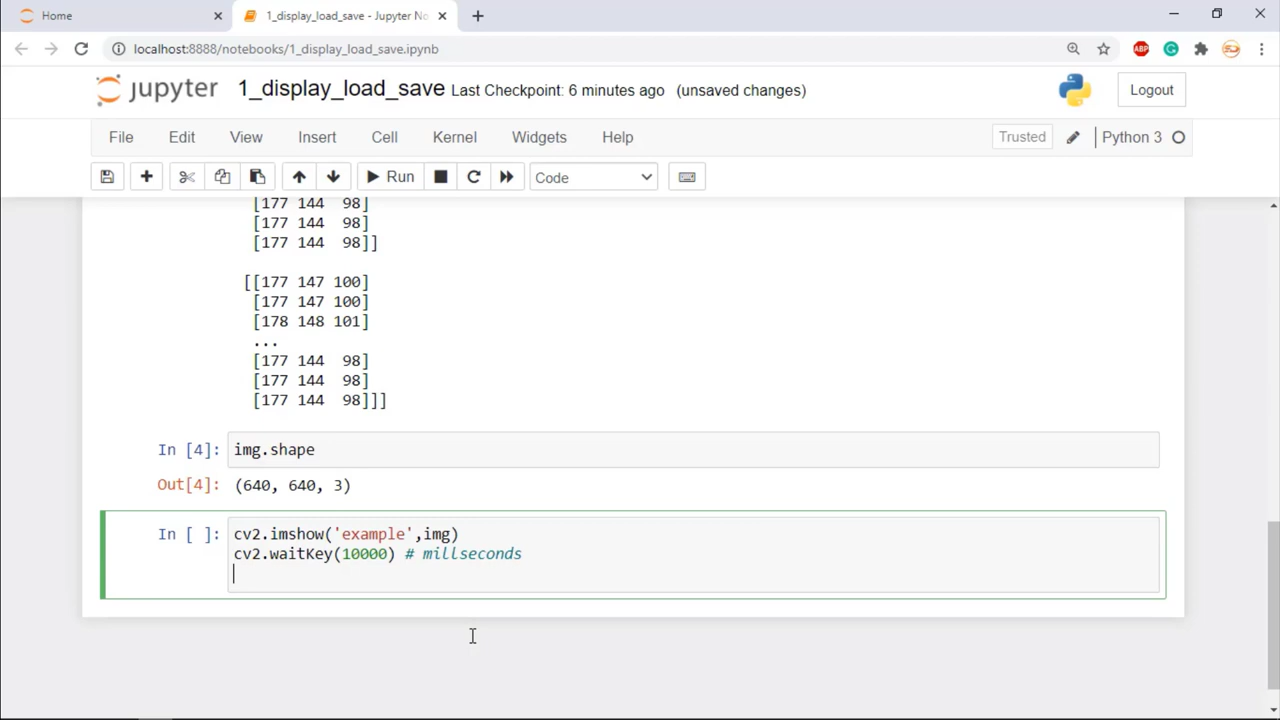 Home
1_display_load_save - Jupyter No
localhost:8888/notebooks/1_display_load_save.ipynb
ABP
jupyter 1_display_load_save Last Checkpoint: 6 minutes ago (unsaved changes)
Logout
File Edit View Insert Cell Kernel Widgets Help
Trusted Python 3
Run Code
[177 144 98]
[177 144 98]
[177 144 98]]
[[177 147 100]
[177 147 100]
[178 148 101]
...
[177 144 98]
[177 144 98]
[177 144 98]]]
In [4]: img.shape
Out[4]: (640, 640, 3)
In [ ]: cv2.imshow('example',img)
cv2.waitKey(10000) # millseconds